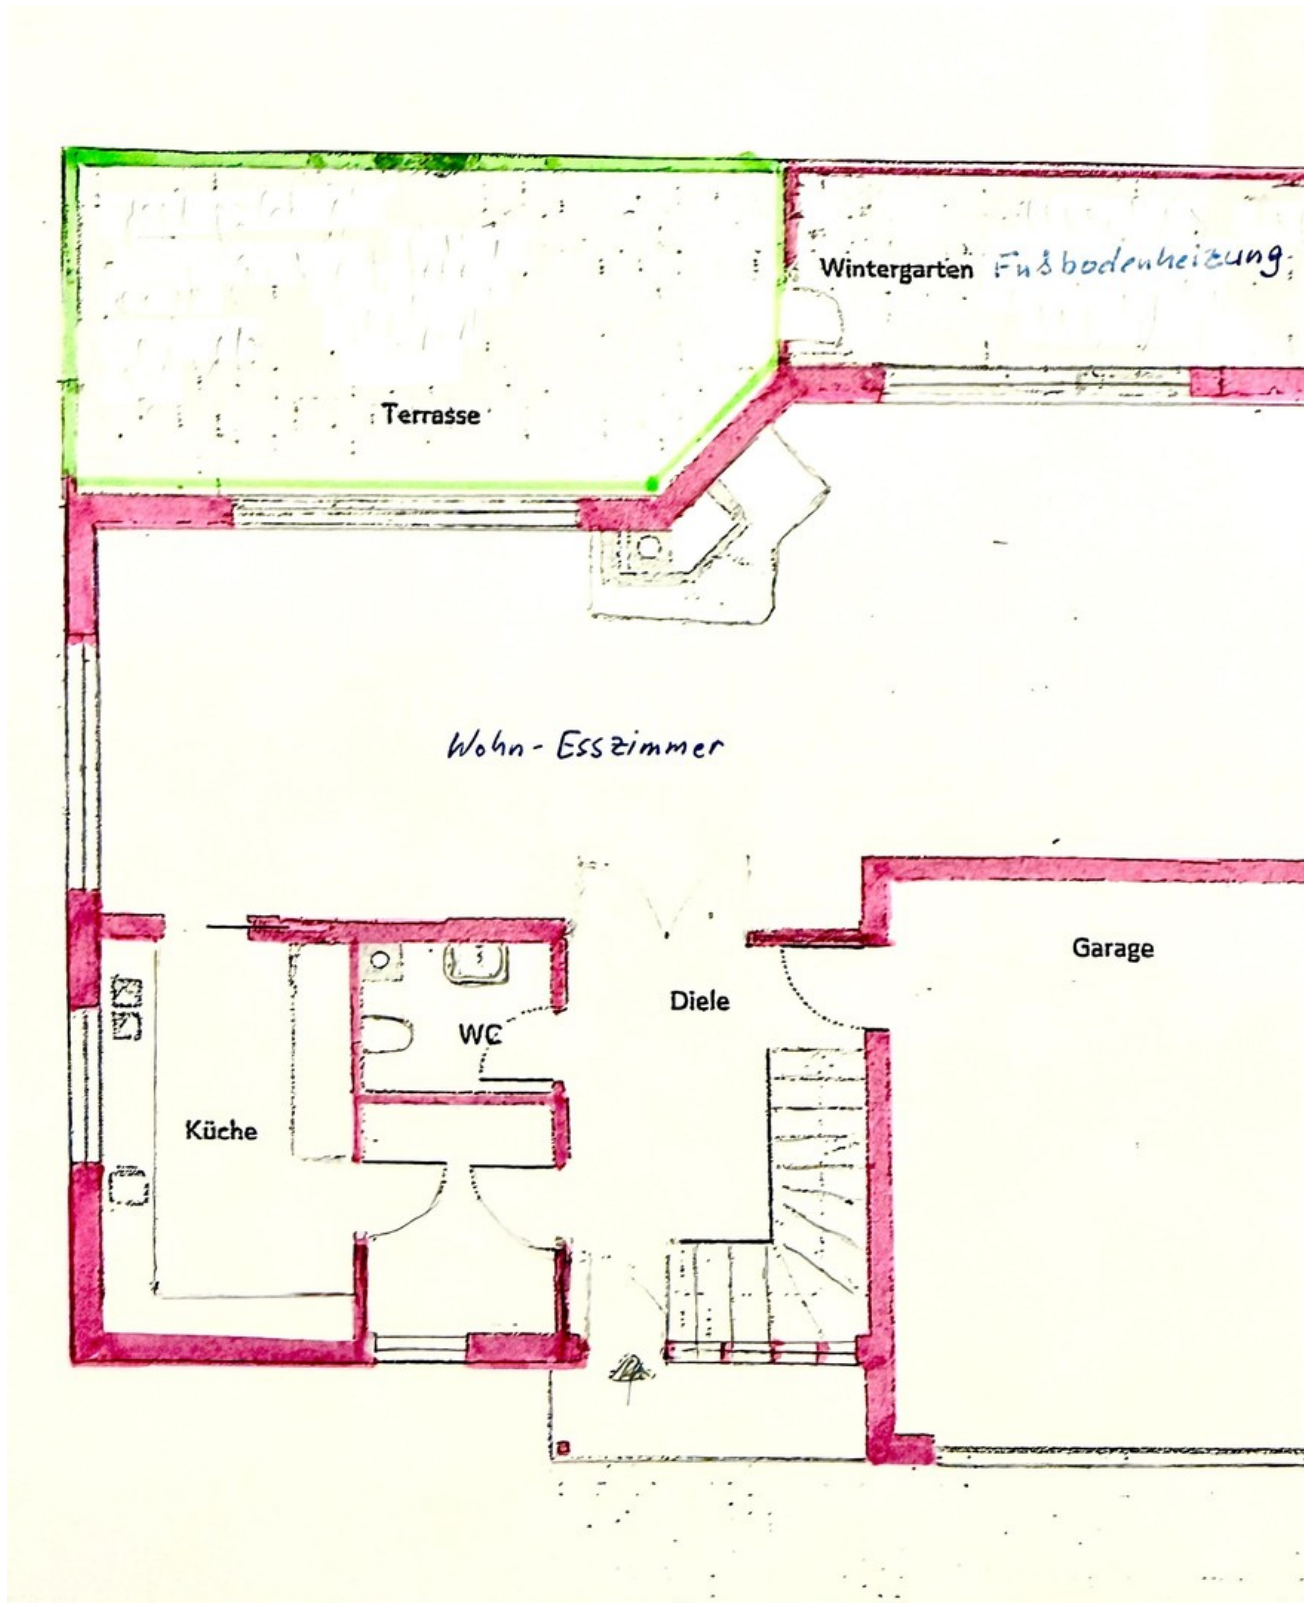 Wintergarten Fußbodenheizung
Terrasse
Wohn-Esszimmer
Garage
Diele
WC
Küche